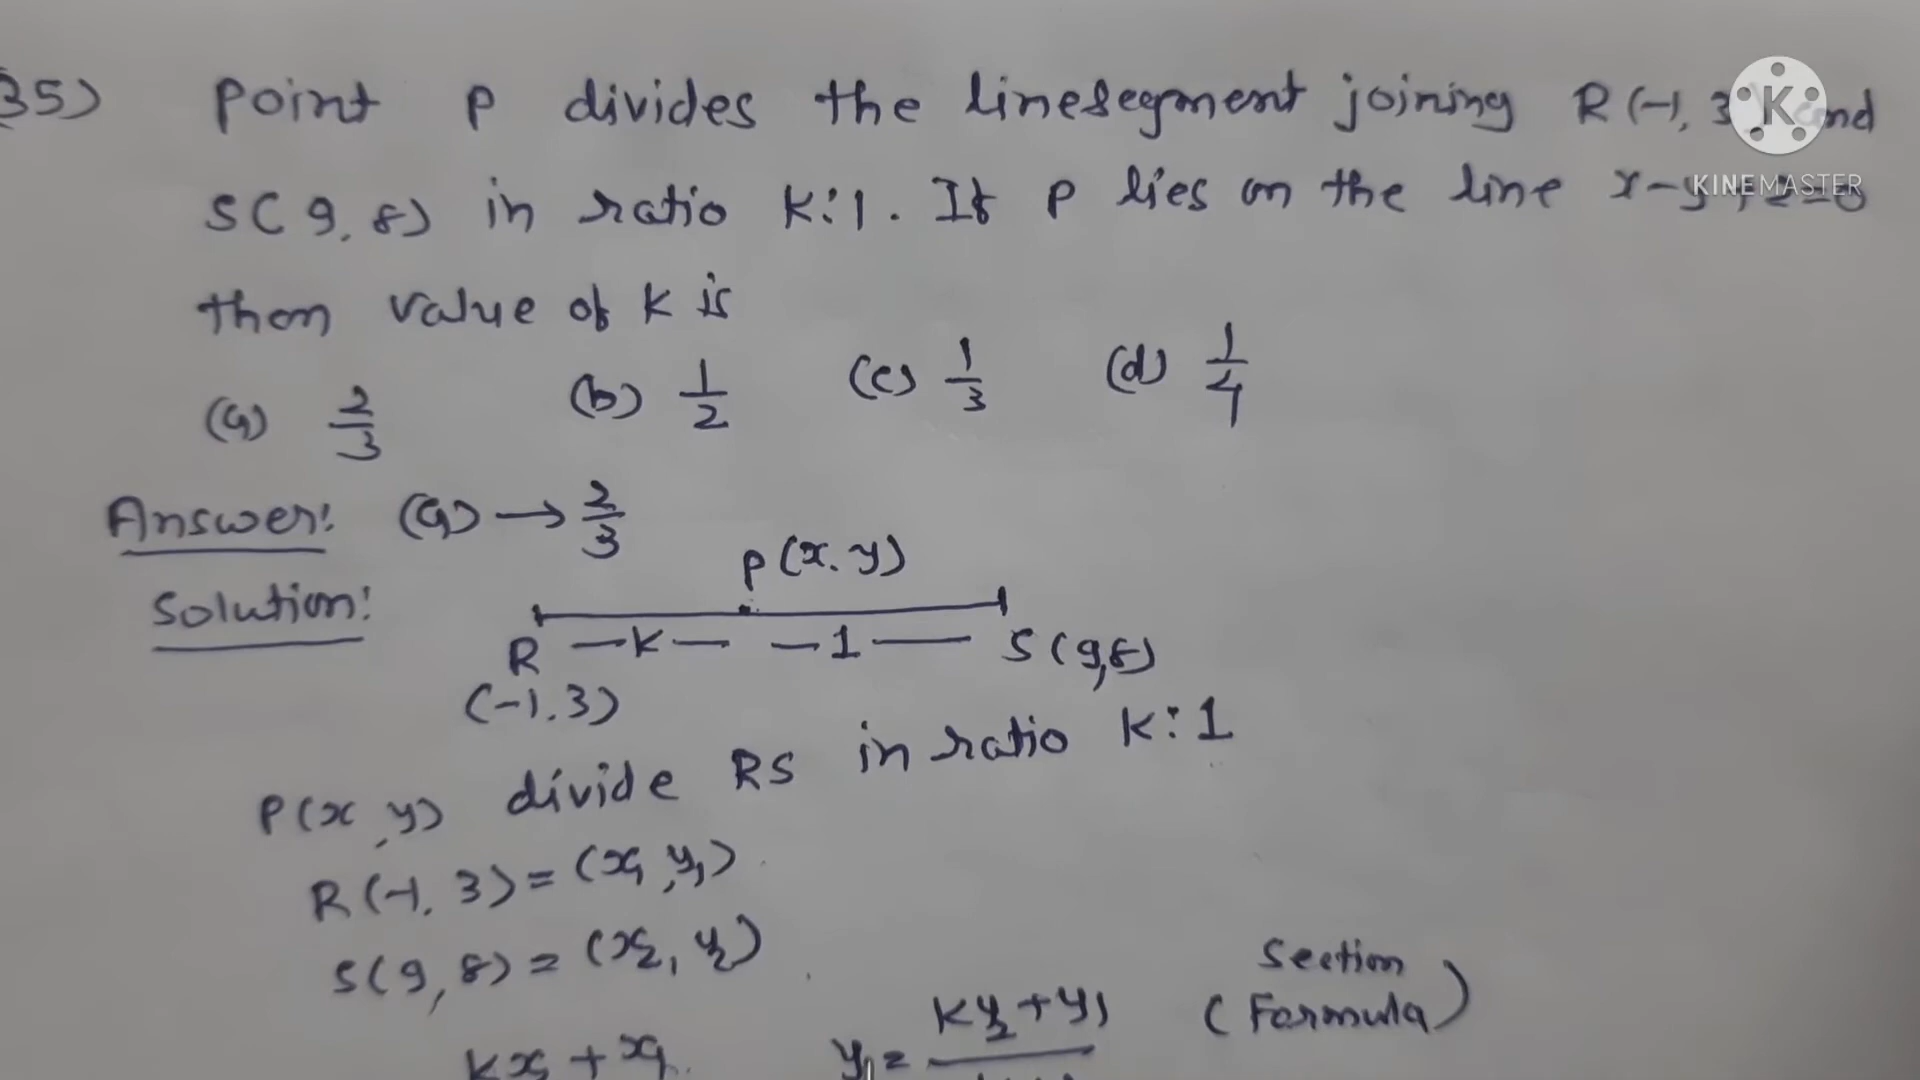 35) Point P divides the linesegment joining R(-1, 3) and
S(9, 8) in ratio K:1. If P lies on the line x-y+2=0
then value of K is
(a) 2/3 (b) 1/2 (c) 1/3 (d) 1/4
Answer: (a) → 2/3
Solution:
P(x, y)
R —K— —1— S(9,8)
(-1, 3)
P(x, y) divide RS in ratio K:1
R(-1, 3) = (x1, y1)
S(9, 8) = (x2, y2)
Section
(Formula)
Ky2+y1
y=
K
KINEMASTER